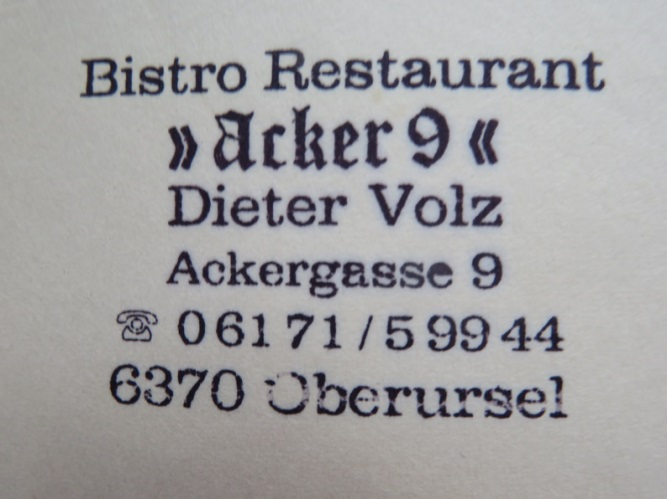 Bistro Restaurant
» Acker 9 «
Dieter Volz
Ackergasse 9
☎ 0 61 71 / 5 99 44
6370 Oberursel